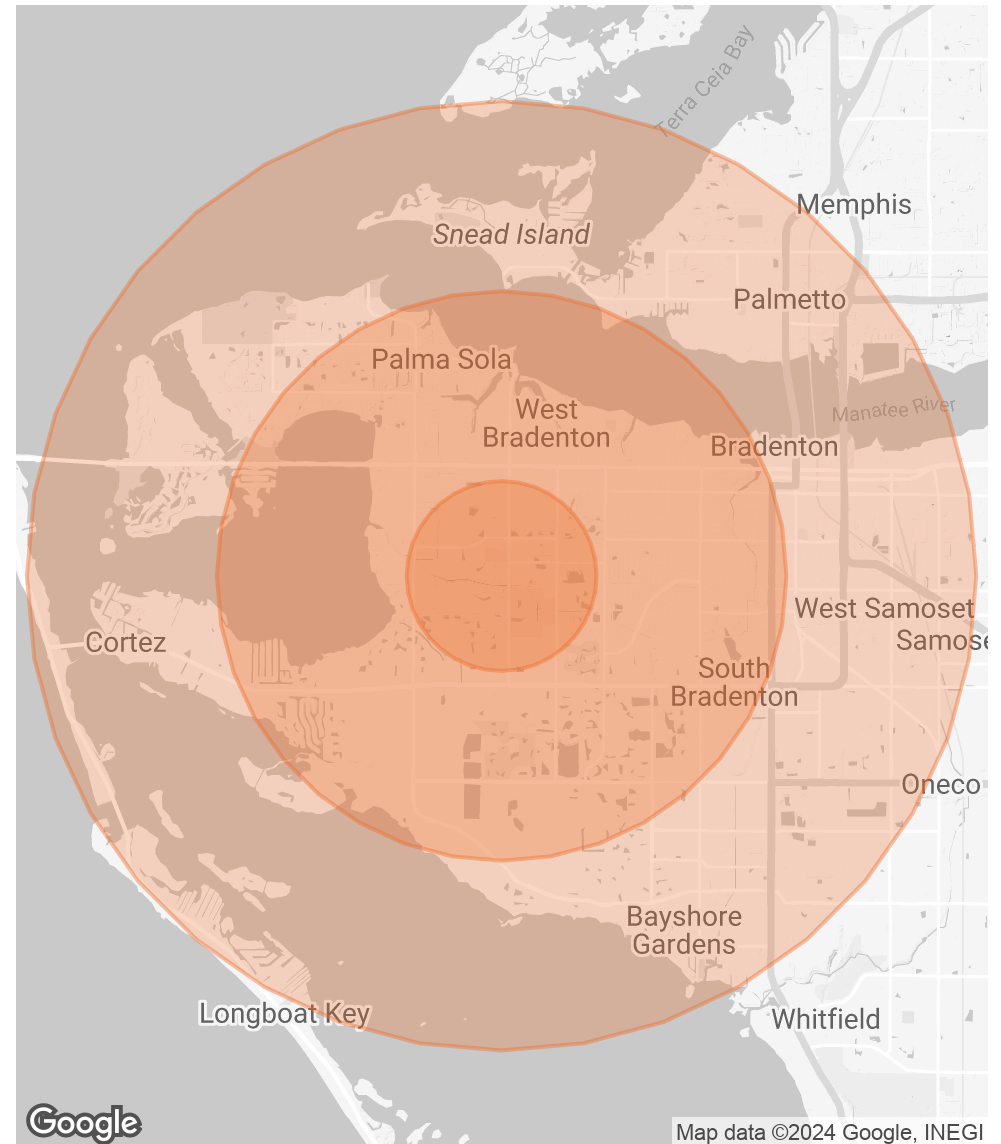 Terra Ceia Bay
Memphis
Snead Island
Palmetto
Palma Sola
West
Bradenton
Manatee River
Bradenton
West Samoset
Samose
Cortez
South
Bradenton
Oneco
Bayshore
Gardens
Longboat Key
Whitfield
Google
Map data ©2024 Google, INEGI